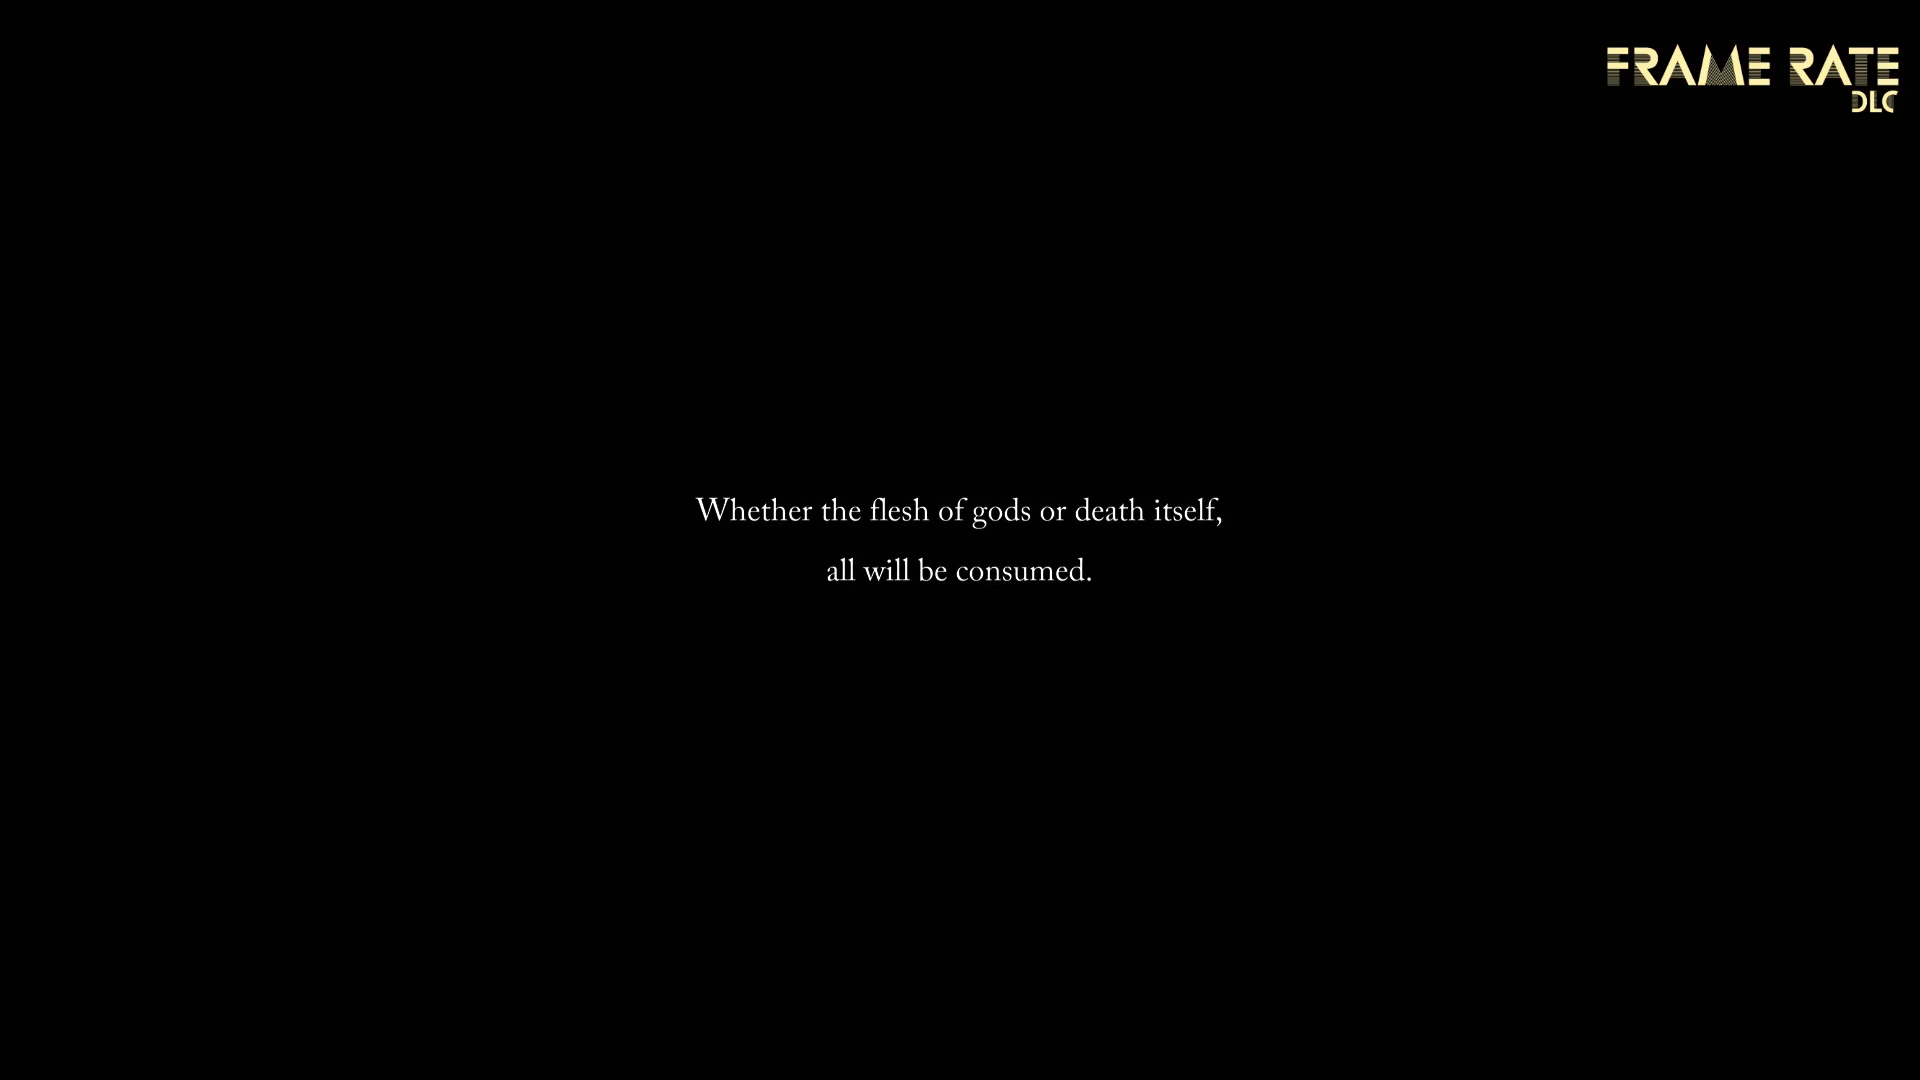 FRAME RATE
DLC
Whether the flesh of gods or death itself,
all will be consumed.